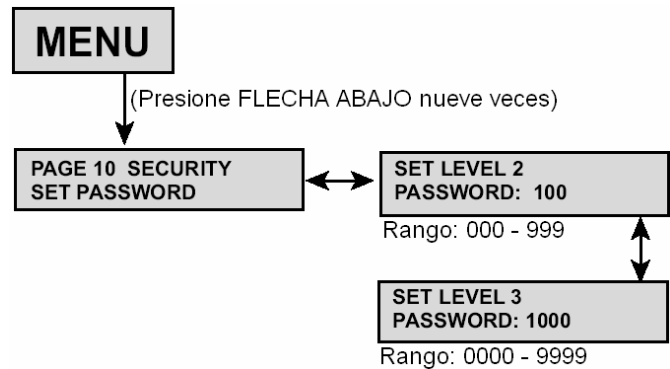 MENU
(Presione FLECHA ABAJO nueve veces)
PAGE 10 SECURITY
SET PASSWORD
SET LEVEL 2
PASSWORD: 100
Rango: 000 - 999
SET LEVEL 3
PASSWORD: 1000
Rango: 0000 - 9999